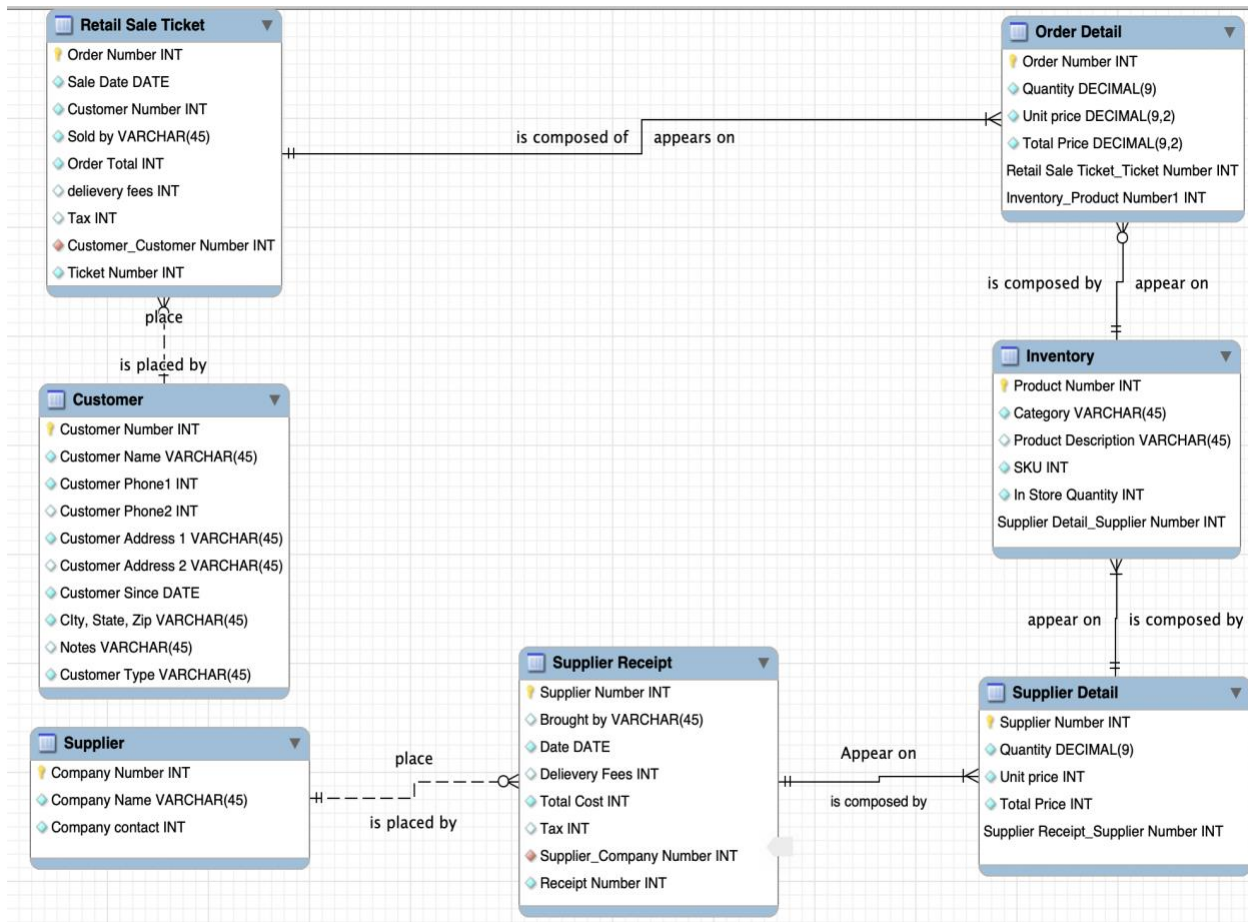 Retail Sale Ticket
Order Number INT
Sale Date DATE
Customer Number INT
Sold by VARCHAR(45)
Order Total INT
delievery fees INT
Tax INT
Customer_Customer Number INT
Ticket Number INT
is composed of
appears on
Order Detail
Order Number INT
Quantity DECIMAL(9)
Unit price DECIMAL(9,2)
Total Price DECIMAL(9,2)
Retail Sale Ticket_Ticket Number INT
Inventory_Product Number1 INT
place
is placed by
is composed by
appear on
Customer
Customer Number INT
Customer Name VARCHAR(45)
Customer Phone1 INT
Customer Phone2 INT
Customer Address 1 VARCHAR(45)
Customer Address 2 VARCHAR(45)
Customer Since DATE
CIty, State, Zip VARCHAR(45)
Notes VARCHAR(45)
Customer Type VARCHAR(45)
Inventory
Product Number INT
Category VARCHAR(45)
Product Description VARCHAR(45)
SKU INT
In Store Quantity INT
Supplier Detail_Supplier Number INT
appear on
is composed by
Supplier
Company Number INT
Company Name VARCHAR(45)
Company contact INT
place
is placed by
Supplier Receipt
Supplier Number INT
Brought by VARCHAR(45)
Date DATE
Delievery Fees INT
Total Cost INT
Tax INT
Supplier_Company Number INT
Receipt Number INT
Appear on
is composed by
Supplier Detail
Supplier Number INT
Quantity DECIMAL(9)
Unit price INT
Total Price INT
Supplier Receipt_Supplier Number INT